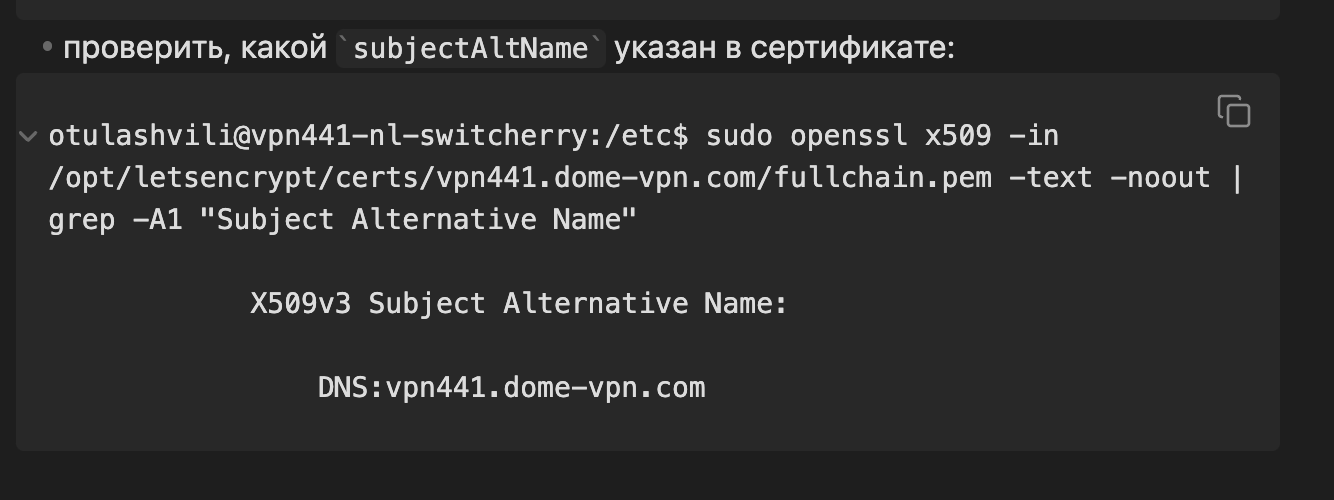 • проверить, какой `subjectAltName` указан в сертификате:
otulashvili@vpn441-nl-switcherry:/etc$ sudo openssl x509 -in
/opt/letsencrypt/certs/vpn441.dome-vpn.com/fullchain.pem -text -noout |
grep -A1 "Subject Alternative Name"
X509v3 Subject Alternative Name:
DNS:vpn441.dome-vpn.com